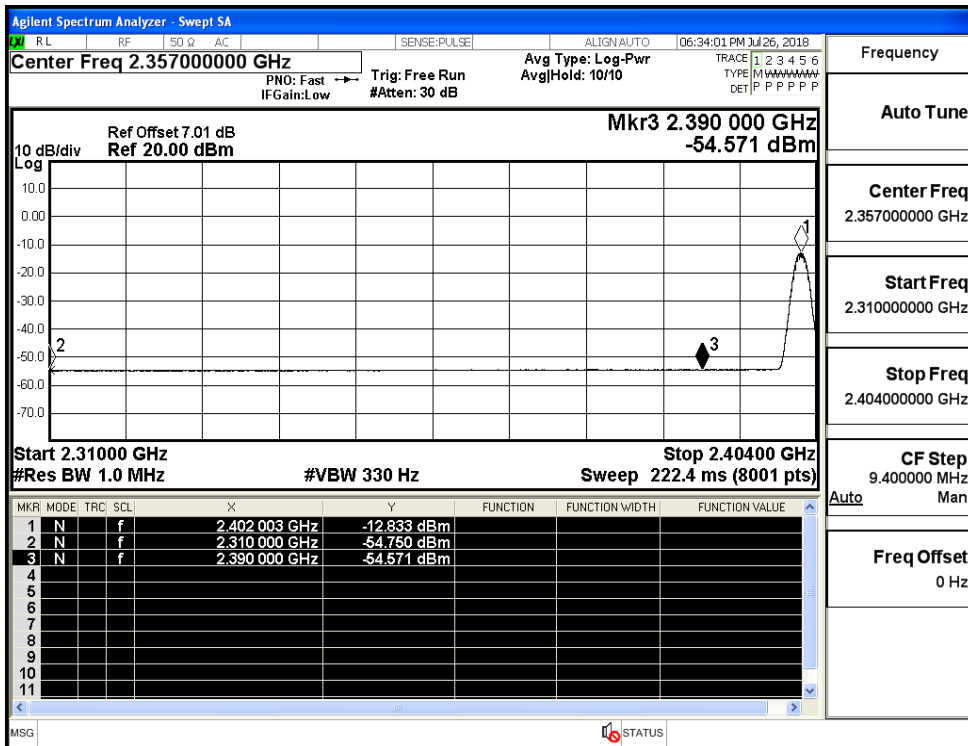 Agilent Spectrum Analyzer - Swept SA
LXI RL RF 50 Ω AC SENSE:PULSE ALIGN AUTO 06:34:01 PM Jul 26, 2018
Center Freq 2.357000000 GHz
PNO: Fast
IFGain:Low
Trig: Free Run
#Atten: 30 dB
Avg Type: Log-Pwr
Avg|Hold: 10/10
TRACE 1 2 3 4 5 6
TYPE M WWWWW
DET P P P P P P
Mkr3 2.390 000 GHz
-54.571 dBm
Ref Offset 7.01 dB
10 dB/div Ref 20.00 dBm
Log
10.0
0.00
-10.0
-20.0
-30.0
-40.0
-50.0
-60.0
-70.0
1
2
3
Start 2.31000 GHz Stop 2.40400 GHz
#Res BW 1.0 MHz #VBW 330 Hz Sweep 222.4 ms (8001 pts)
MKR MODE TRC SCL X Y FUNCTION FUNCTION WIDTH FUNCTION VALUE
1 N f 2.402 003 GHz -12.833 dBm
2 N f 2.310 000 GHz -54.750 dBm
3 N f 2.390 000 GHz -54.571 dBm
4
5
6
7
8
9
10
11
MSG STATUS
Frequency
Auto Tune
Center Freq
2.357000000 GHz
Start Freq
2.310000000 GHz
Stop Freq
2.404000000 GHz
CF Step
9.400000 MHz
Auto Man
Freq Offset
0 Hz